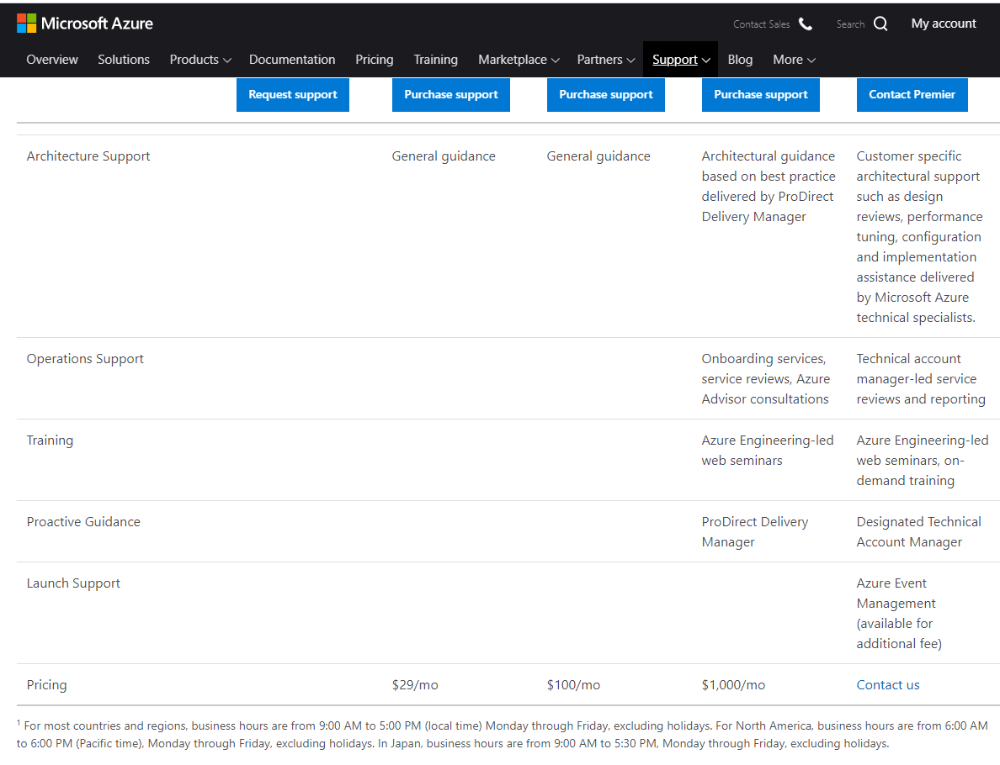 Microsoft Azure
Contact Sales Search My account
Overview Solutions Products Documentation Pricing Training Marketplace Partners Support Blog More
Request support Purchase support Purchase support Purchase support Contact Premier
Architecture Support
General guidance
General guidance
Architectural guidance
based on best practice
delivered by ProDirect
Delivery Manager
Customer specific
architectural support
such as design
reviews, performance
tuning, configuration
and implementation
assistance delivered
by Microsoft Azure
technical specialists.
Operations Support
Onboarding services,
service reviews, Azure
Advisor consultations
Technical account
manager-led service
reviews and reporting
Training
Azure Engineering-led
web seminars
Azure Engineering-led
web seminars, on-
demand training
Proactive Guidance
ProDirect Delivery
Manager
Designated Technical
Account Manager
Launch Support
Azure Event
Management
(available for
additional fee)
Pricing $29/mo $100/mo $1,000/mo Contact us
1 For most countries and regions, business hours are from 9:00 AM to 5:00 PM (local time) Monday through Friday, excluding holidays. For North America, business hours are from 6:00 AM
to 6:00 PM (Pacific time), Monday through Friday, excluding holidays. In Japan, business hours are from 9:00 AM to 5:30 PM, Monday through Friday, excluding holidays.